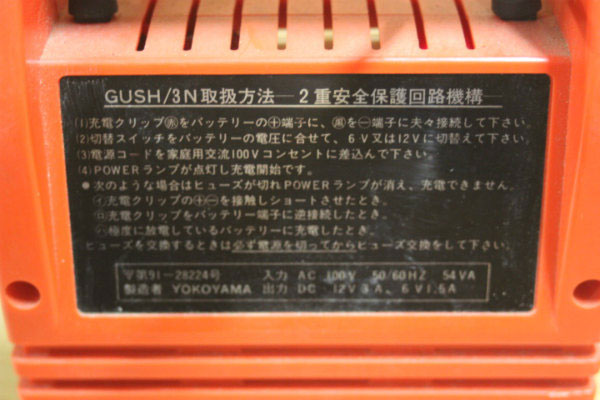 GUSH/3N取扱方法―2重安全保護回路機構―
(1)充電クリップ㊍をバッテリーの㊉端子に、㊍を㊀端子に夫々接続して下さい。
(2)切替スイッチをバッテリーの電圧に合せて、6V又は12Vに切替えて下さい。
(3)電源コードを家庭用交流100Vコンセントに差込んで下さい。
(4)POWERランプが点灯し充電開始です。
●次のような場合はヒューズが切れPOWERランプが消え、充電できません。
㋑充電クリップの㊉㊀を接触しショートさせたとき。
㋺充電クリップをバッテリー端子に逆接続したとき。
㋩極度に放電しているバッテリーに充電したとき。
ヒューズを交換するときは必ず電源を切ってからヒューズ交換をして下さい。
〒第91-28224号 入力 AC 100V 50/60HZ 54VA
製造者 YOKOYAMA 出力 DC 12V3A、6V1.5A